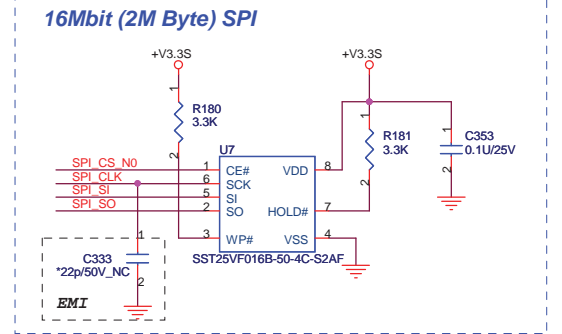 16Mbit (2M Byte) SPI
+V3.3S
+V3.3S
1
R180
3.3K
2
1
R181
3.3K
2
1
C353
0.1U/25V
2
U7
SPI_CS_N0 1 CE# VDD 8
SPI_CLK 6 SCK
SPI_SI 5 SI
SPI_SO 2 SO HOLD# 7
3 WP# VSS 4
SST25VF016B-50-4C-S2AF
1
C333
*22p/50V_NC
2
EMI